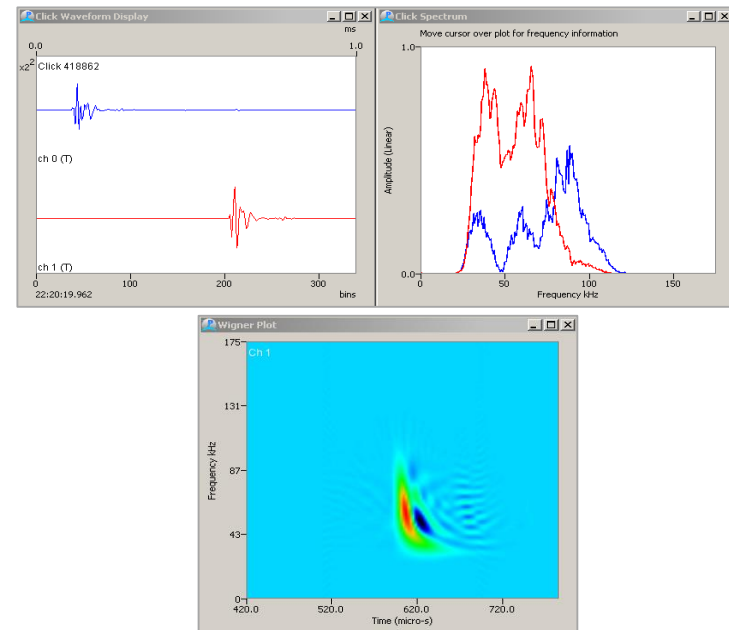 Click Waveform Display
ms
0.0 1.0
x2^2
Click 418862
ch 0 (T)
ch 1 (T)
0 100 200 300
22:20:19.962 bins
Click Spectrum
Move cursor over plot for frequency information
1.0
Amplitude (Linear)
0.0
0 50 100 150
Frequency kHz
Wigner Plot
175
Ch 1
131
87
Frequency kHz
43
0
420.0 520.0 620.0 720.0
Time (micro-s)